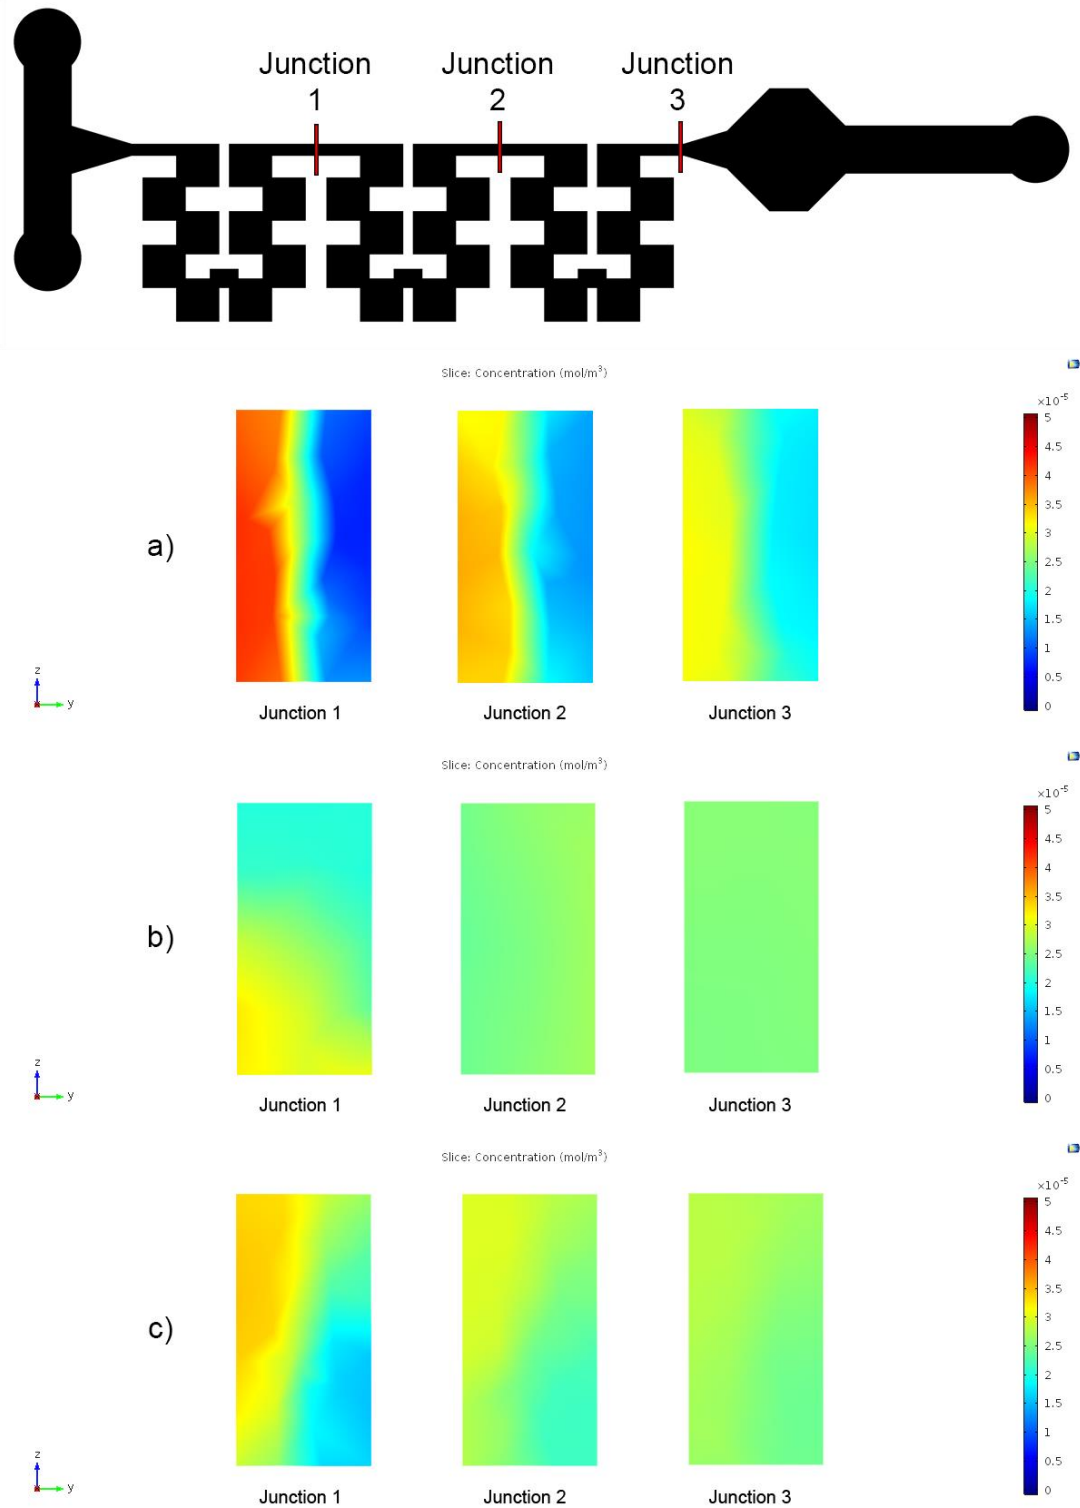 Junction Junction Junction
1 2 3
Slice: Concentration (mol/m³)
×10⁻⁵
5
4.5
4
3.5
3
2.5
2
1.5
1
0.5
0
a)
z
y
Junction 1 Junction 2 Junction 3
Slice: Concentration (mol/m³)
×10⁻⁵
5
4.5
4
3.5
3
2.5
2
1.5
1
0.5
0
b)
z
y
Junction 1 Junction 2 Junction 3
Slice: Concentration (mol/m³)
×10⁻⁵
5
4.5
4
3.5
3
2.5
2
1.5
1
0.5
0
c)
z
y
Junction 1 Junction 2 Junction 3